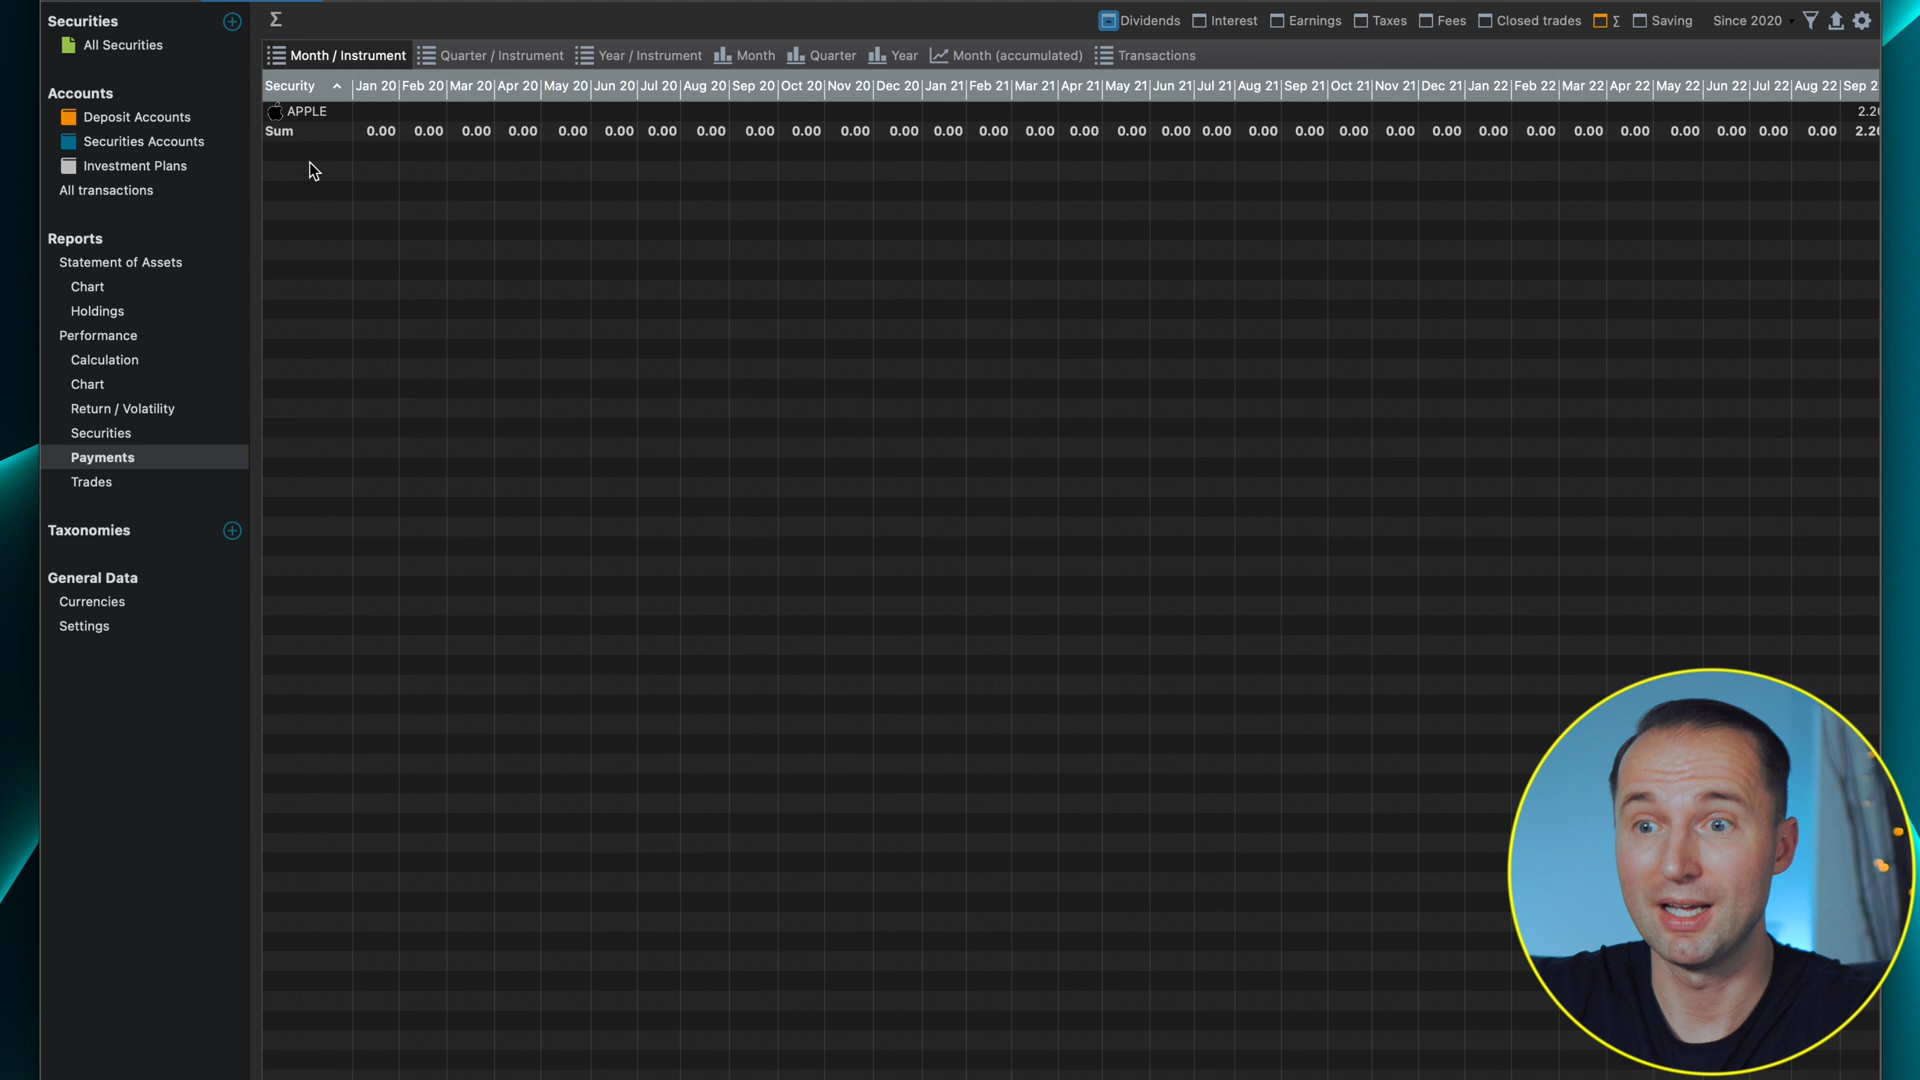 Securities
All Securities
Accounts
Deposit Accounts
Securities Accounts
Investment Plans
All transactions
Reports
Statement of Assets
Chart
Holdings
Performance
Calculation
Chart
Return / Volatility
Securities
Payments
Trades
Taxonomies
General Data
Currencies
Settings
Σ Dividends Interest Earnings Taxes Fees Closed trades Σ Saving Since 2020
Month / Instrument Quarter / Instrument Year / Instrument Month Quarter Year Month (accumulated) Transactions
Security Jan 20 Feb 20 Mar 20 Apr 20 May 20 Jun 20 Jul 20 Aug 20 Sep 20 Oct 20 Nov 20 Dec 20 Jan 21 Feb 21 Mar 21 Apr 21 May 21 Jun 21 Jul 21 Aug 21 Sep 21 Oct 21 Nov 21 Dec 21 Jan 22 Feb 22 Mar 22 Apr 22 May 22 Jun 22 Jul 22 Aug 22 Sep 2
APPLE 2.20
Sum 0.00 0.00 0.00 0.00 0.00 0.00 0.00 0.00 0.00 0.00 0.00 0.00 0.00 0.00 0.00 0.00 0.00 0.00 0.00 0.00 0.00 0.00 0.00 0.00 0.00 0.00 0.00 0.00 0.00 0.00 0.00 0.00 2.20